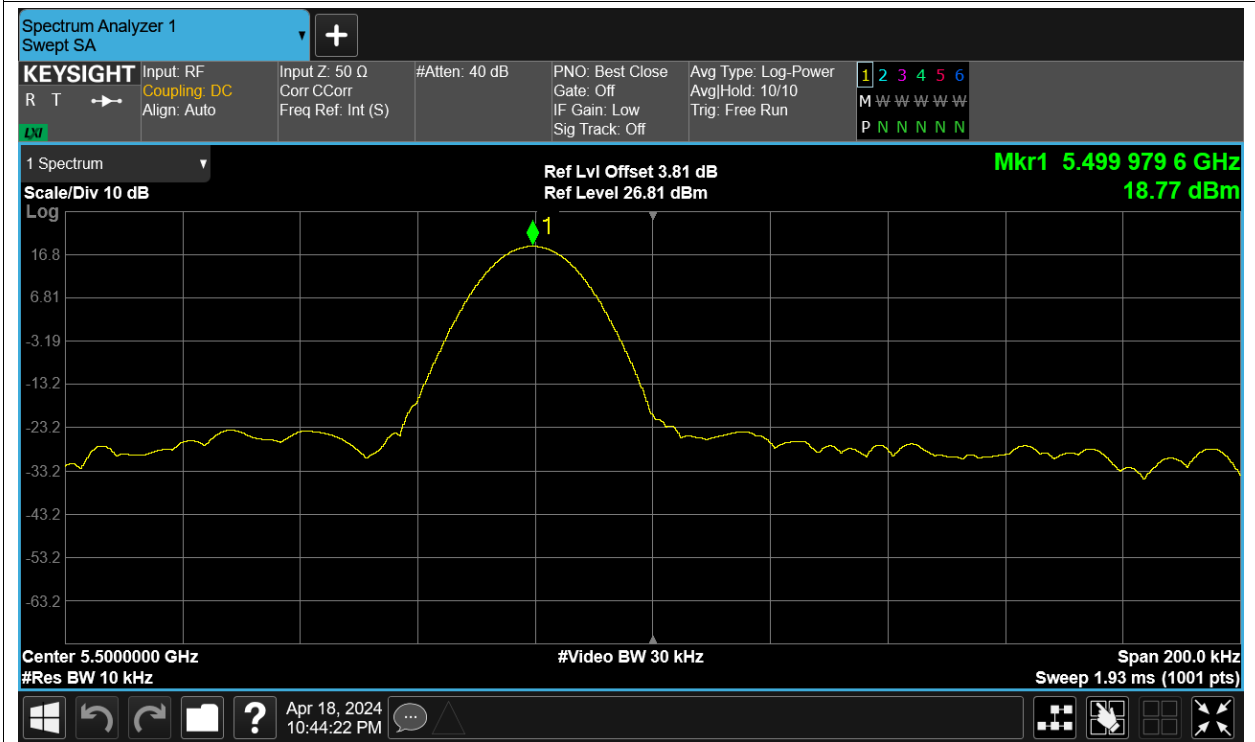 Spectrum Analyzer 1
Swept SA
KEYSIGHT
R T
LXI
Input: RF
Coupling: DC
Align: Auto
Input Z: 50 Ω
Corr CCorr
Freq Ref: Int (S)
#Atten: 40 dB
PNO: Best Close
Gate: Off
IF Gain: Low
Sig Track: Off
Avg Type: Log-Power
Avg|Hold: 10/10
Trig: Free Run
1 2 3 4 5 6
M W W W W W
P N N N N N
1 Spectrum
Scale/Div 10 dB
Ref Lvl Offset 3.81 dB
Ref Level 26.81 dBm
Mkr1 5.499 979 6 GHz
18.77 dBm
Log
1
16.8
6.81
-3.19
-13.2
-23.2
-33.2
-43.2
-53.2
-63.2
Center 5.5000000 GHz
#Res BW 10 kHz
#Video BW 30 kHz
Span 200.0 kHz
Sweep 1.93 ms (1001 pts)
?
Apr 18, 2024
10:44:22 PM